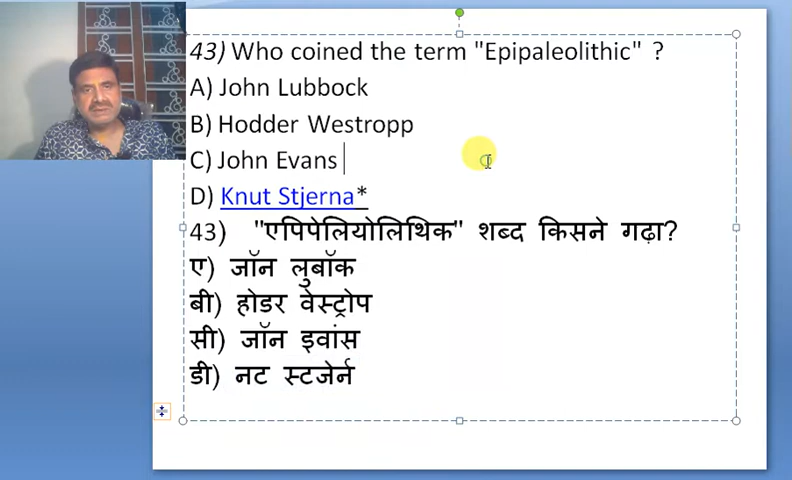 43) Who coined the term "Epipaleolithic" ?
A) John Lubbock
B) Hodder Westropp
C) John Evans
D) Knut Stjerna*
43) "एपिपेलियोलिथिक" शब्द किसने गढ़ा?
ए) जॉन लुबॉक
बी) होडर वेस्ट्रोप
सी) जॉन इवांस
डी) नट स्टजेर्न